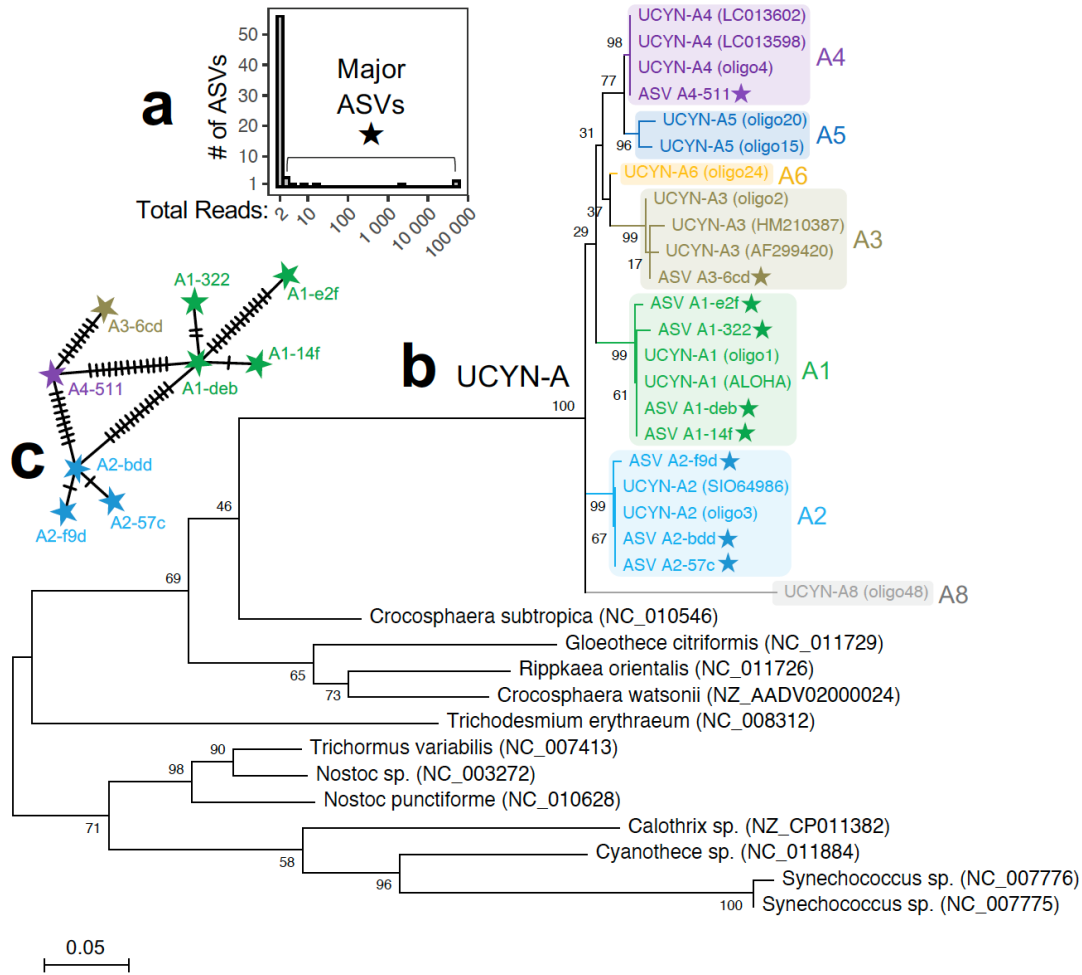 a
# of ASVs
50
40
30
20
10
1
Major
ASVs
Total Reads:
2
10
100
1 000
10 000
100 000
b
UCYN-A
UCYN-A4 (LC013602)
UCYN-A4 (LC013598)
UCYN-A4 (oligo4)
ASV A4-511
A4
UCYN-A5 (oligo20)
UCYN-A5 (oligo15)
A5
UCYN-A6 (oligo24)
A6
UCYN-A3 (oligo2)
UCYN-A3 (HM210387)
UCYN-A3 (AF299420)
ASV A3-6cd
A3
ASV A1-e2f
ASV A1-322
UCYN-A1 (oligo1)
UCYN-A1 (ALOHA)
ASV A1-deb
ASV A1-14f
A1
ASV A2-f9d
UCYN-A2 (SIO64986)
UCYN-A2 (oligo3)
ASV A2-bdd
ASV A2-57c
A2
UCYN-A8 (oligo48)
A8
98
77
31
96
37
29
99
17
99
61
100
99
67
46
69
65
73
90
98
71
58
96
100
Crocosphaera subtropica (NC_010546)
Gloeothece citriformis (NC_011729)
Rippkaea orientalis (NC_011726)
Crocosphaera watsonii (NZ_AADV02000024)
Trichodesmium erythraeum (NC_008312)
Trichormus variabilis (NC_007413)
Nostoc sp. (NC_003272)
Nostoc punctiforme (NC_010628)
Calothrix sp. (NZ_CP011382)
Cyanothece sp. (NC_011884)
Synechococcus sp. (NC_007776)
Synechococcus sp. (NC_007775)
0.05
c
A1-322
A1-e2f
A3-6cd
A1-14f
A4-511
A1-deb
A2-bdd
A2-57c
A2-f9d